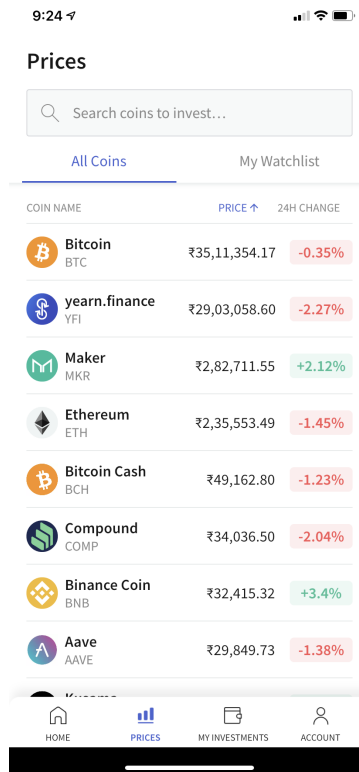 9:24
Prices
Search coins to invest...
All Coins My Watchlist
COIN NAME PRICE ↑ 24H CHANGE
Bitcoin
BTC
₹35,11,354.17 -0.35%
yearn.finance
YFI
₹29,03,058.60 -2.27%
Maker
MKR
₹2,82,711.55 +2.12%
Ethereum
ETH
₹2,35,553.49 -1.45%
Bitcoin Cash
BCH
₹49,162.80 -1.23%
Compound
COMP
₹34,036.50 -2.04%
Binance Coin
BNB
₹32,415.32 +3.4%
Aave
AAVE
₹29,849.73 -1.38%
HOME PRICES MY INVESTMENTS ACCOUNT